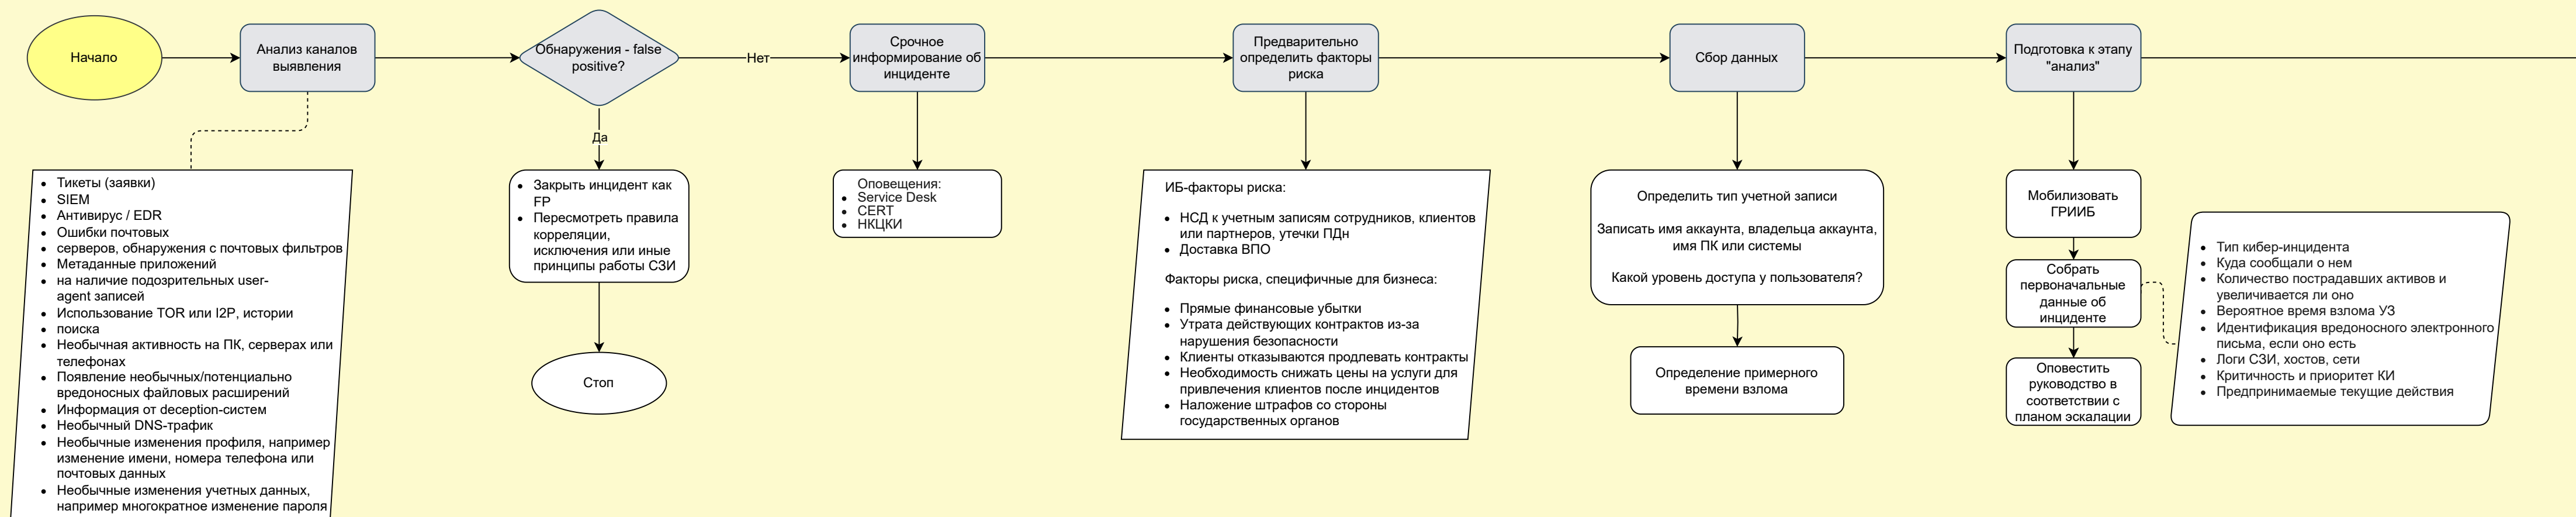 Начало
Анализ каналов
выявления
Обнаружения - false
positive?
Нет
Срочное
информирование об
инциденте
Предварительно
определить факторы
риска
Сбор данных
Подготовка к этапу
"анализ"
Да
Тикеты (заявки)
SIEM
Антивирус / EDR
Ошибки почтовых
серверов, обнаружения с почтовых фильтров
Метаданные приложений
на наличие подозрительных user-
agent записей
Использование TOR или I2P, истории
поиска
Необычная активность на ПК, серверах или
телефонах
Появление необычных/потенциально
вредоносных файловых расширений
Информация от deception-систем
Необычный DNS-трафик
Необычные изменения профиля, например
изменение имени, номера телефона или
почтовых данных
Необычные изменения учетных данных,
например многократное изменение пароля
Закрыть инцидент как
FP
Пересмотреть правила
корреляции,
исключения или иные
принципы работы СЗИ
Стоп
Оповещения:
Service Desk
CERT
НКЦКИ
ИБ-факторы риска:
НСД к учетным записям сотрудников, клиентов
или партнеров, утечки ПДн
Доставка ВПО
Факторы риска, специфичные для бизнеса:
Прямые финансовые убытки
Утрата действующих контрактов из-за
нарушения безопасности
Клиенты отказываются продлевать контракты
Необходимость снижать цены на услуги для
привлечения клиентов после инцидентов
Наложение штрафов со стороны
государственных органов
Определить тип учетной записи
Записать имя аккаунта, владельца аккаунта,
имя ПК или системы
Какой уровень доступа у пользователя?
Определение примерного
времени взлома
Мобилизовать
ГРИИБ
Собрать
первоначальные
данные об
инциденте
Оповестить
руководство в
соответствии с
планом эскалации
Тип кибер-инцидента
Куда сообщали о нем
Количество пострадавших активов и
увеличивается ли оно
Вероятное время взлома УЗ
Идентификация вредоносного электронного
письма, если оно есть
Логи СЗИ, хостов, сети
Критичность и приоритет КИ
Предпринимаемые текущие действия